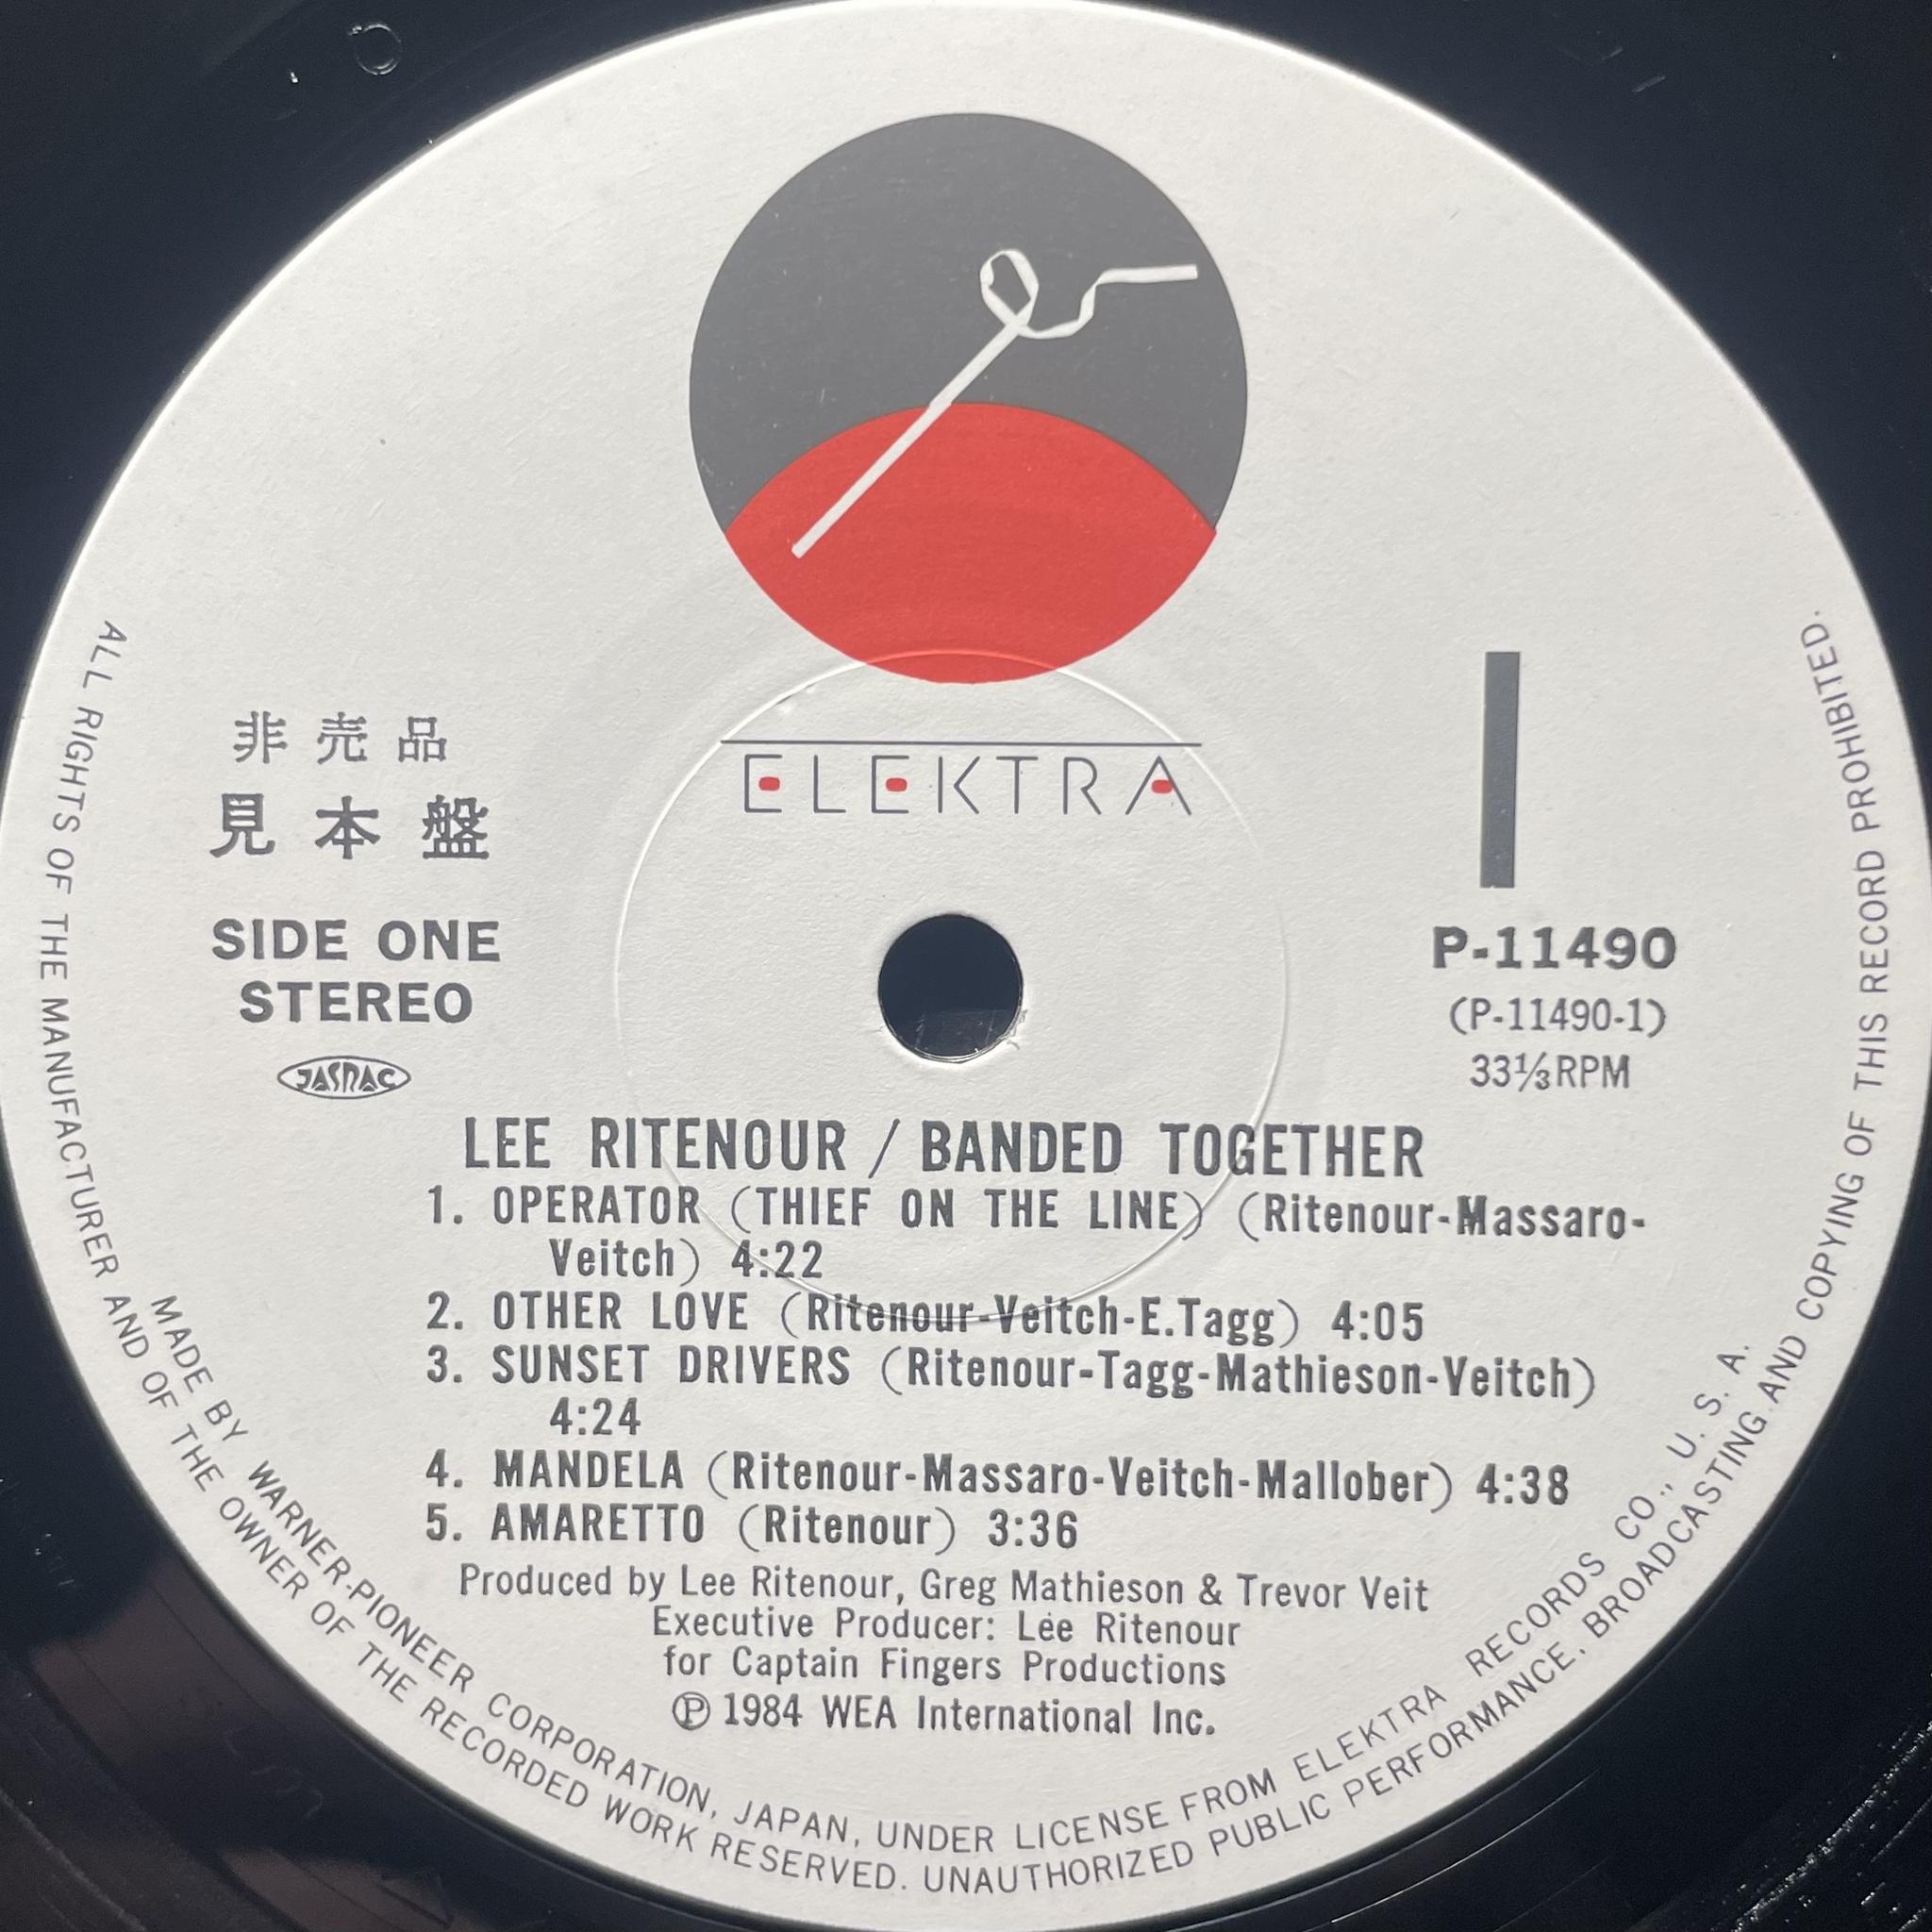 ELEKTRA
非売品
見本盤
SIDE ONE
STEREO
JASRAC
I
P-11490
(P-11490-1)
33⅓RPM
LEE RITENOUR / BANDED TOGETHER
1. OPERATOR (THIEF ON THE LINE) (Ritenour-Massaro-
Veitch) 4:22
2. OTHER LOVE (Ritenour-Veitch-E.Tagg) 4:05
3. SUNSET DRIVERS (Ritenour-Tagg-Mathieson-Veitch)
4:24
4. MANDELA (Ritenour-Massaro-Veitch-Mallober) 4:38
5. AMARETTO (Ritenour) 3:36
Produced by Lee Ritenour, Greg Mathieson & Trevor Veit
Executive Producer: Lee Ritenour
for Captain Fingers Productions
Ⓟ 1984 WEA International Inc.
MADE BY WARNER-PIONEER CORPORATION, JAPAN, UNDER LICENSE FROM ELEKTRA RECORDS CO., U. S. A.
ALL RIGHTS OF THE MANUFACTURER AND OF THE OWNER OF THE RECORDED WORK RESERVED. UNAUTHORIZED PUBLIC PERFORMANCE, BROADCASTING AND COPYING OF THIS RECORD PROHIBITED.